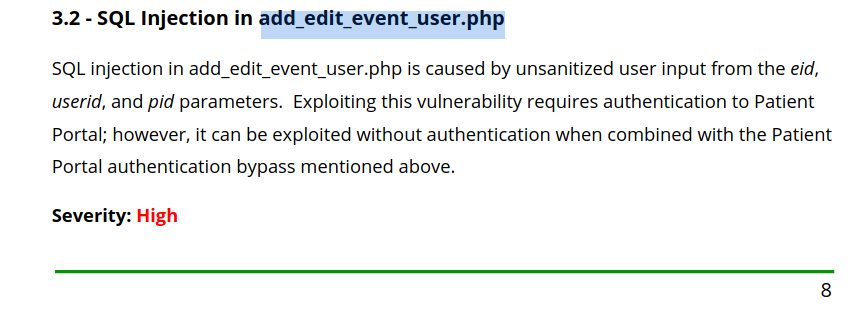 3.2 - SQL Injection in add_edit_event_user.php
SQL injection in add_edit_event_user.php is caused by unsanitized user input from the eid,
userid, and pid parameters.  Exploiting this vulnerability requires authentication to Patient
Portal; however, it can be exploited without authentication when combined with the Patient
Portal authentication bypass mentioned above.
Severity: High
8